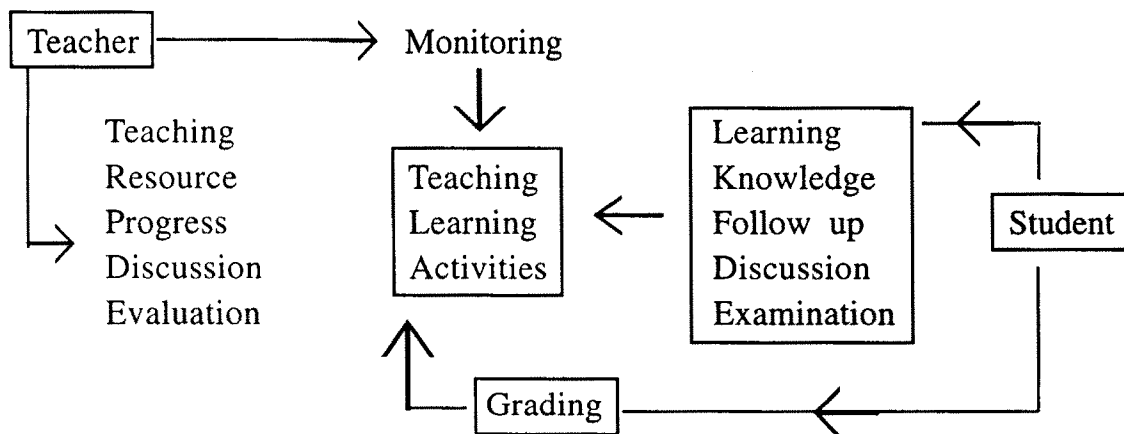 Teacher
Monitoring
Teaching
Resource
Progress
Discussion
Evaluation
Teaching
Learning
Activities
Learning
Knowledge
Follow up
Discussion
Examination
Student
Grading